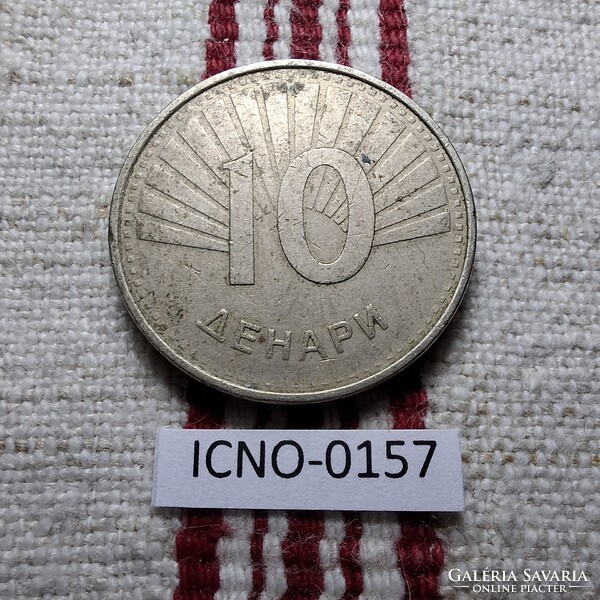 10
ДЕНАРИ
ICNO-0157
GALÉRIA SAVARIA
ONLINE PIACTÉR